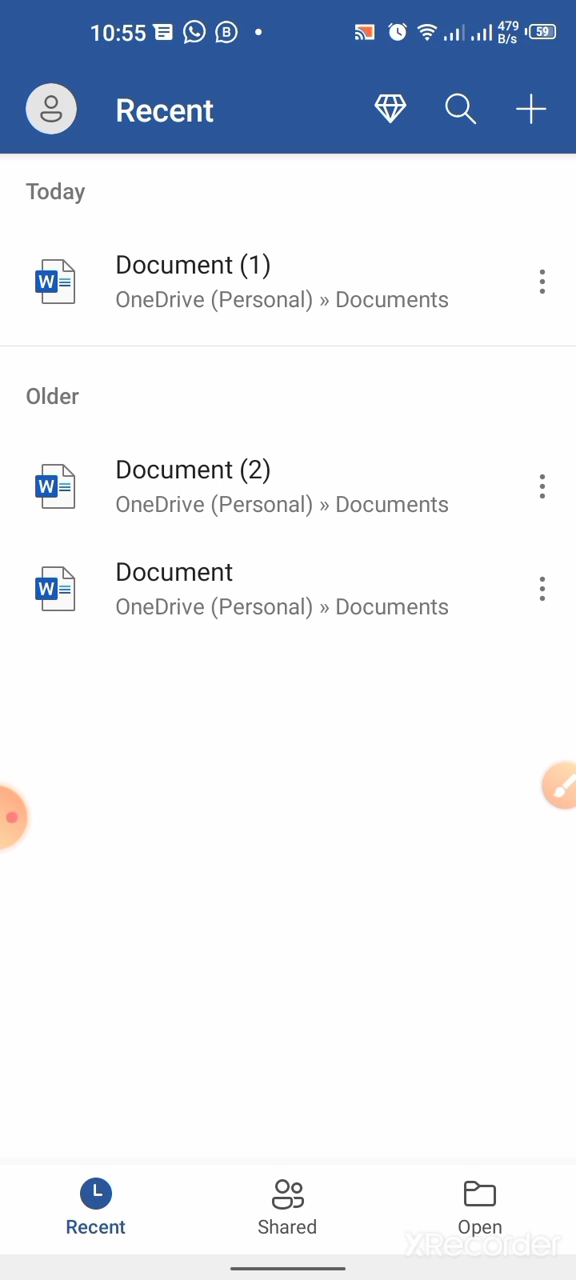 10:55 479 B/s 59
Recent
Today
Document (1)
OneDrive (Personal) » Documents
Older
Document (2)
OneDrive (Personal) » Documents
Document
OneDrive (Personal) » Documents
Recent Shared Open
XRecorder